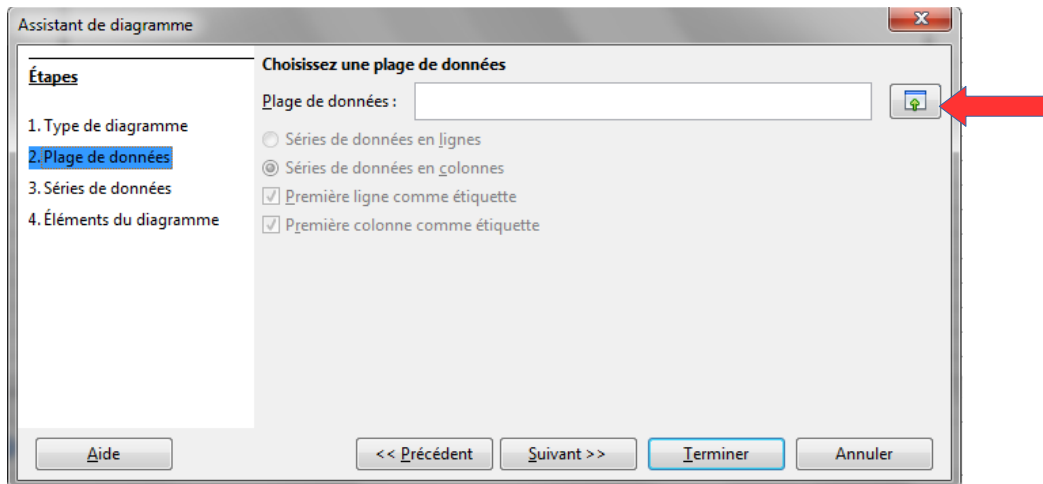 Assistant de diagramme
Étapes
1. Type de diagramme
2. Plage de données
3. Séries de données
4. Éléments du diagramme
Choisissez une plage de données
Plage de données :
Séries de données en lignes
Séries de données en colonnes
Première ligne comme étiquette
Première colonne comme étiquette
Aide
<< Précédent
Suivant >>
Terminer
Annuler